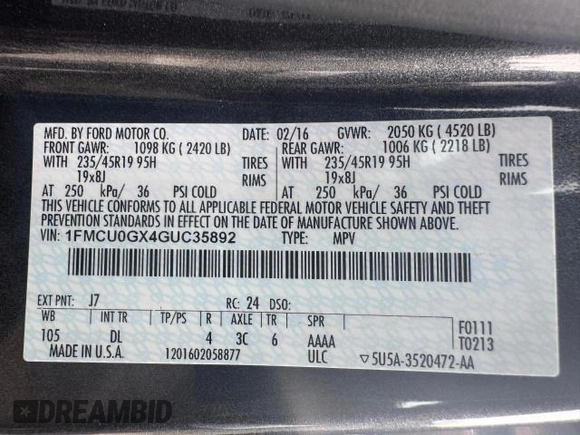 MFD. BY FORD MOTOR CO. 02/16 GVWR: 2050 KG ( 4520 LB)
FRONT GAWR: 1098 KG ( 2420 LB) REAR GAWR: 1006 KG ( 2218 LB)
WITH 235/45R19 95H TIRES WITH 235/45R19 95H TIRES
19x8J RIMS 19x8J RIMS
AT 250 kPa/ 36 PSI COLD AT 250 kPa/ 36 PSI COLD
THIS VEHICLE CONFORMS TO ALL APPLICABLE FEDERAL MOTOR VEHICLE SAFETY AND THEFT
PREVENTION STANDARDS IN EFFECT ON THE DATE OF MANUFACTURE SHOWN ABOVE.
VIN: 1FMCU0GX4GUC35892 TYPE: MPV
EXT PNT: J7 RC: 24 DSO:
WB INT TR TP/PS R AXLE TR SPR F0111
105 DL 4 3C 6 AAAA T0213
MADE IN U.S.A. 1201602058877 ULC ▽5U5A-3520472-AA
DREAMBID